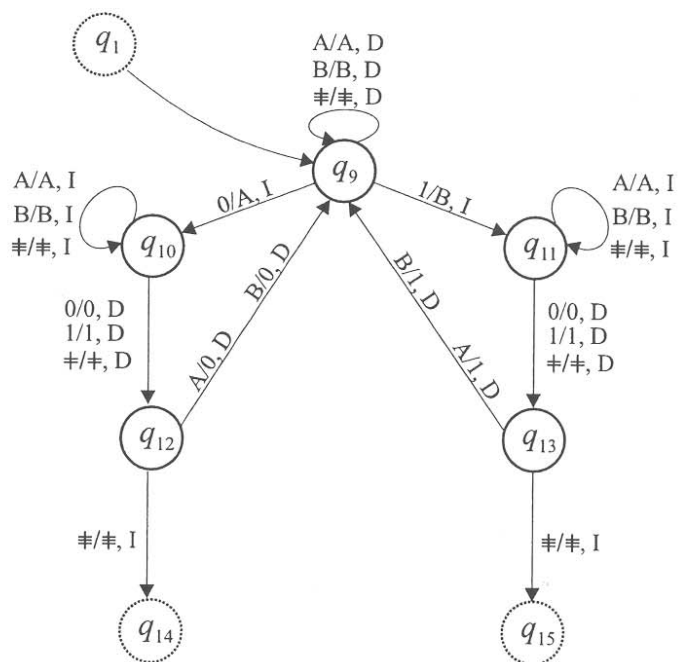 q1
A/A, D
B/B, D
⋕/⋕, D
q9
A/A, I
B/B, I
⋕/⋕, I
0/A, I
1/B, I
A/A, I
B/B, I
⋕/⋕, I
q10
q11
0/0, D
1/1, D
ǂ/ǂ, D
A/0, D B/0, D
B/1, D A/1, D
0/0, D
1/1, D
ǂ/ǂ, D
q12
q13
⋕/⋕, I
⋕/⋕, I
q14
q15